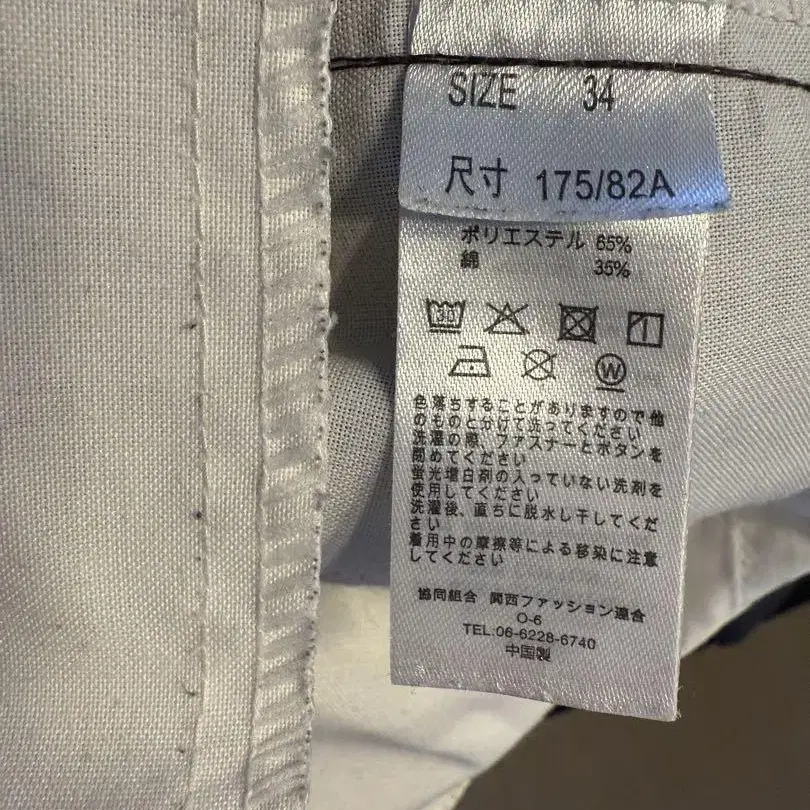 SIZE 34
尺寸 175/82A
ポリエステル 65%
綿 35%
30
W
色落ちすることがありますので他
のものと分けて洗ってください
洗濯の際、ファスナーとボタンを
閉めてください
蛍光増白剤の入っていない洗剤を
使用してください
洗濯後、直ちに脱水し干してくだ
さい
着用中の摩擦等による移染に注意
してください
協同組合 関西ファッション連合
O-6
TEL:06-6228-6740
中国製